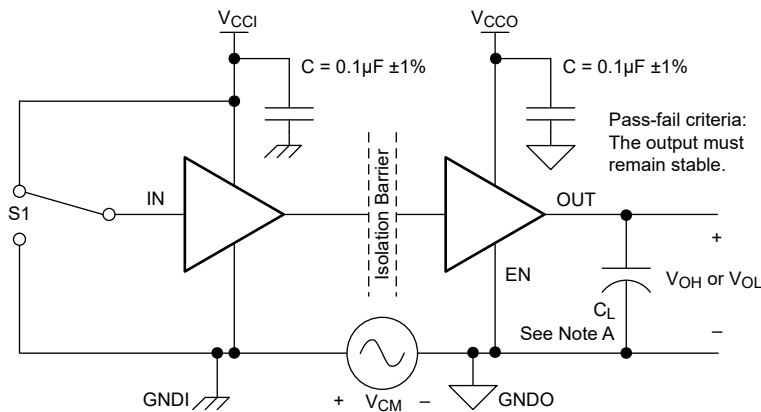 V_CCI
V_CCO
C = 0.1µF ±1%
C = 0.1µF ±1%
Pass-fail criteria:
The output must
remain stable.
S1
IN
Isolation Barrier
OUT
EN
+
V_OH or V_OL
C_L
See Note A
–
GNDI
+ V_CM –
GNDO